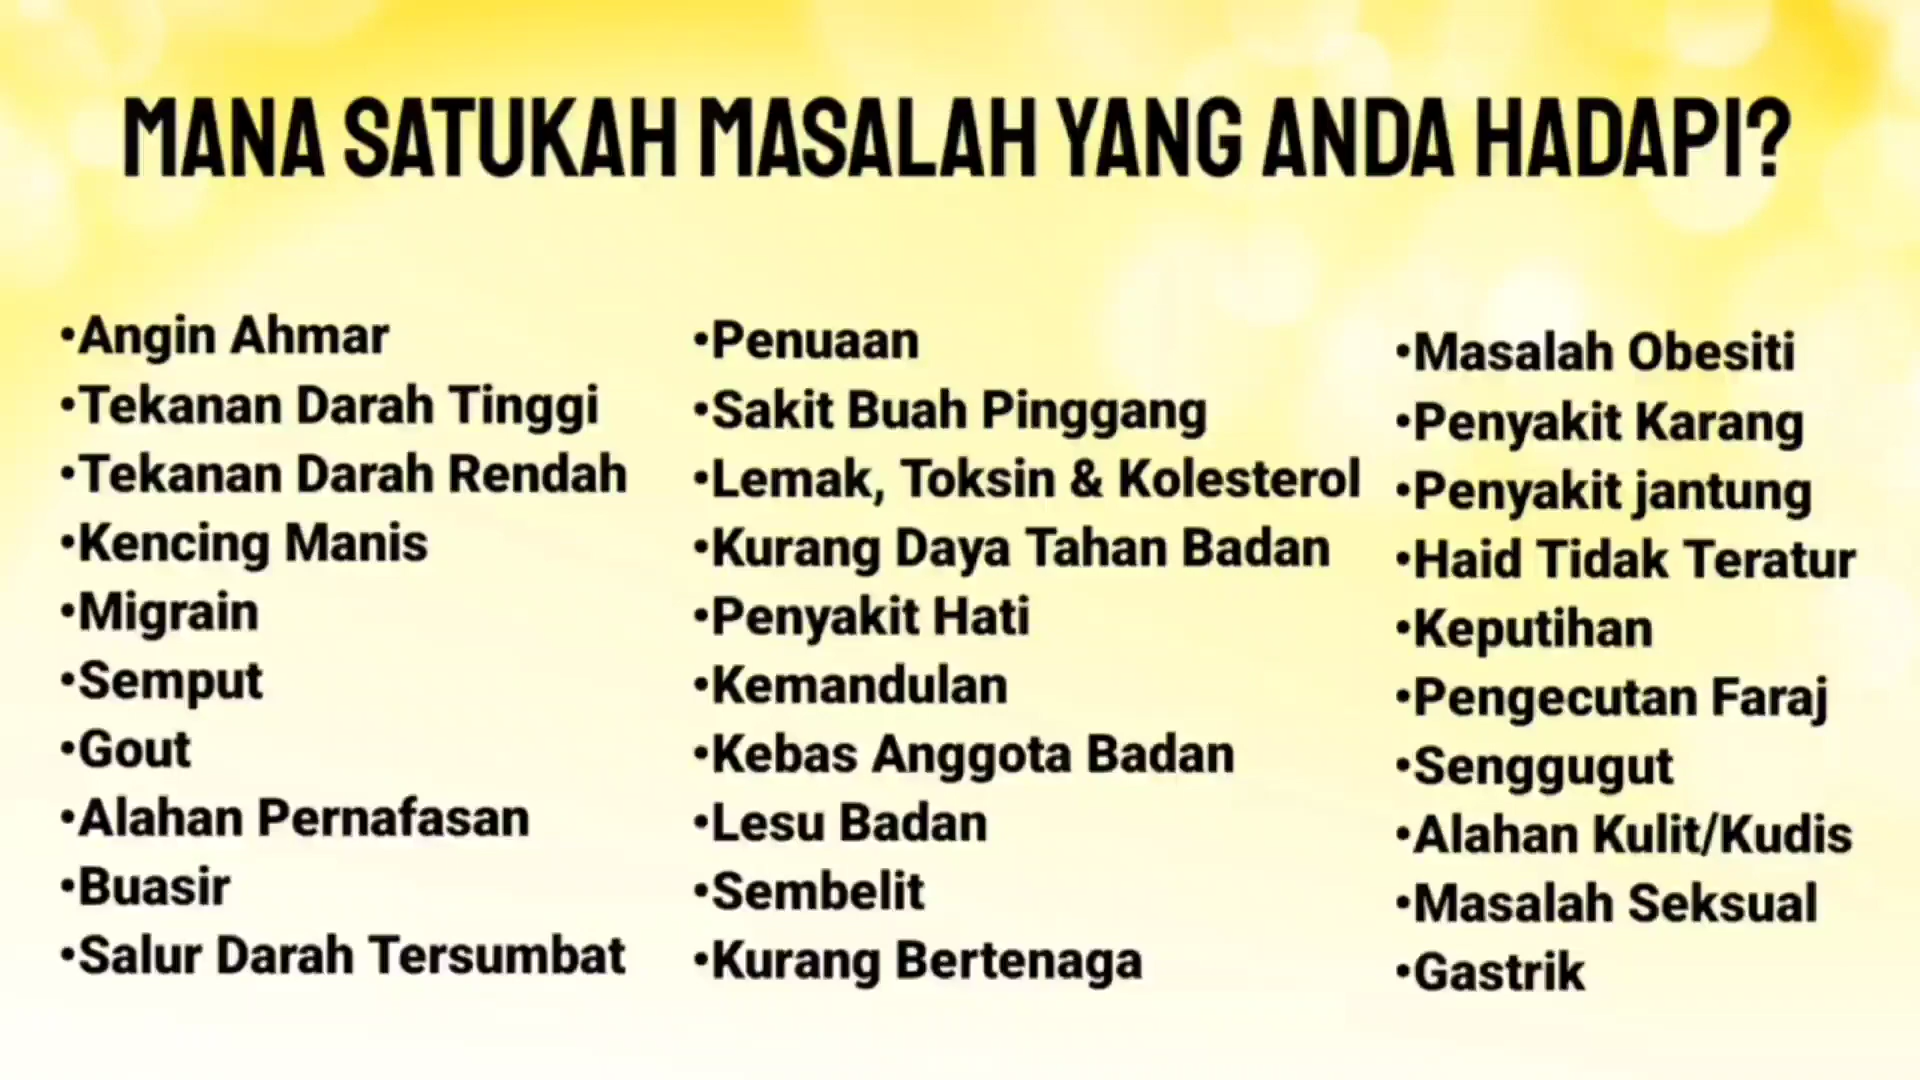 MANA SATUKAH MASALAH YANG ANDA HADAPI?
•Angin Ahmar
•Tekanan Darah Tinggi
•Tekanan Darah Rendah
•Kencing Manis
•Migrain
•Semput
•Gout
•Alahan Pernafasan
•Buasir
•Salur Darah Tersumbat
•Penuaan
•Sakit Buah Pinggang
•Lemak, Toksin & Kolesterol
•Kurang Daya Tahan Badan
•Penyakit Hati
•Kemandulan
•Kebas Anggota Badan
•Lesu Badan
•Sembelit
•Kurang Bertenaga
•Masalah Obesiti
•Penyakit Karang
•Penyakit jantung
•Haid Tidak Teratur
•Keputihan
•Pengecutan Faraj
•Senggugut
•Alahan Kulit/Kudis
•Masalah Seksual
•Gastrik